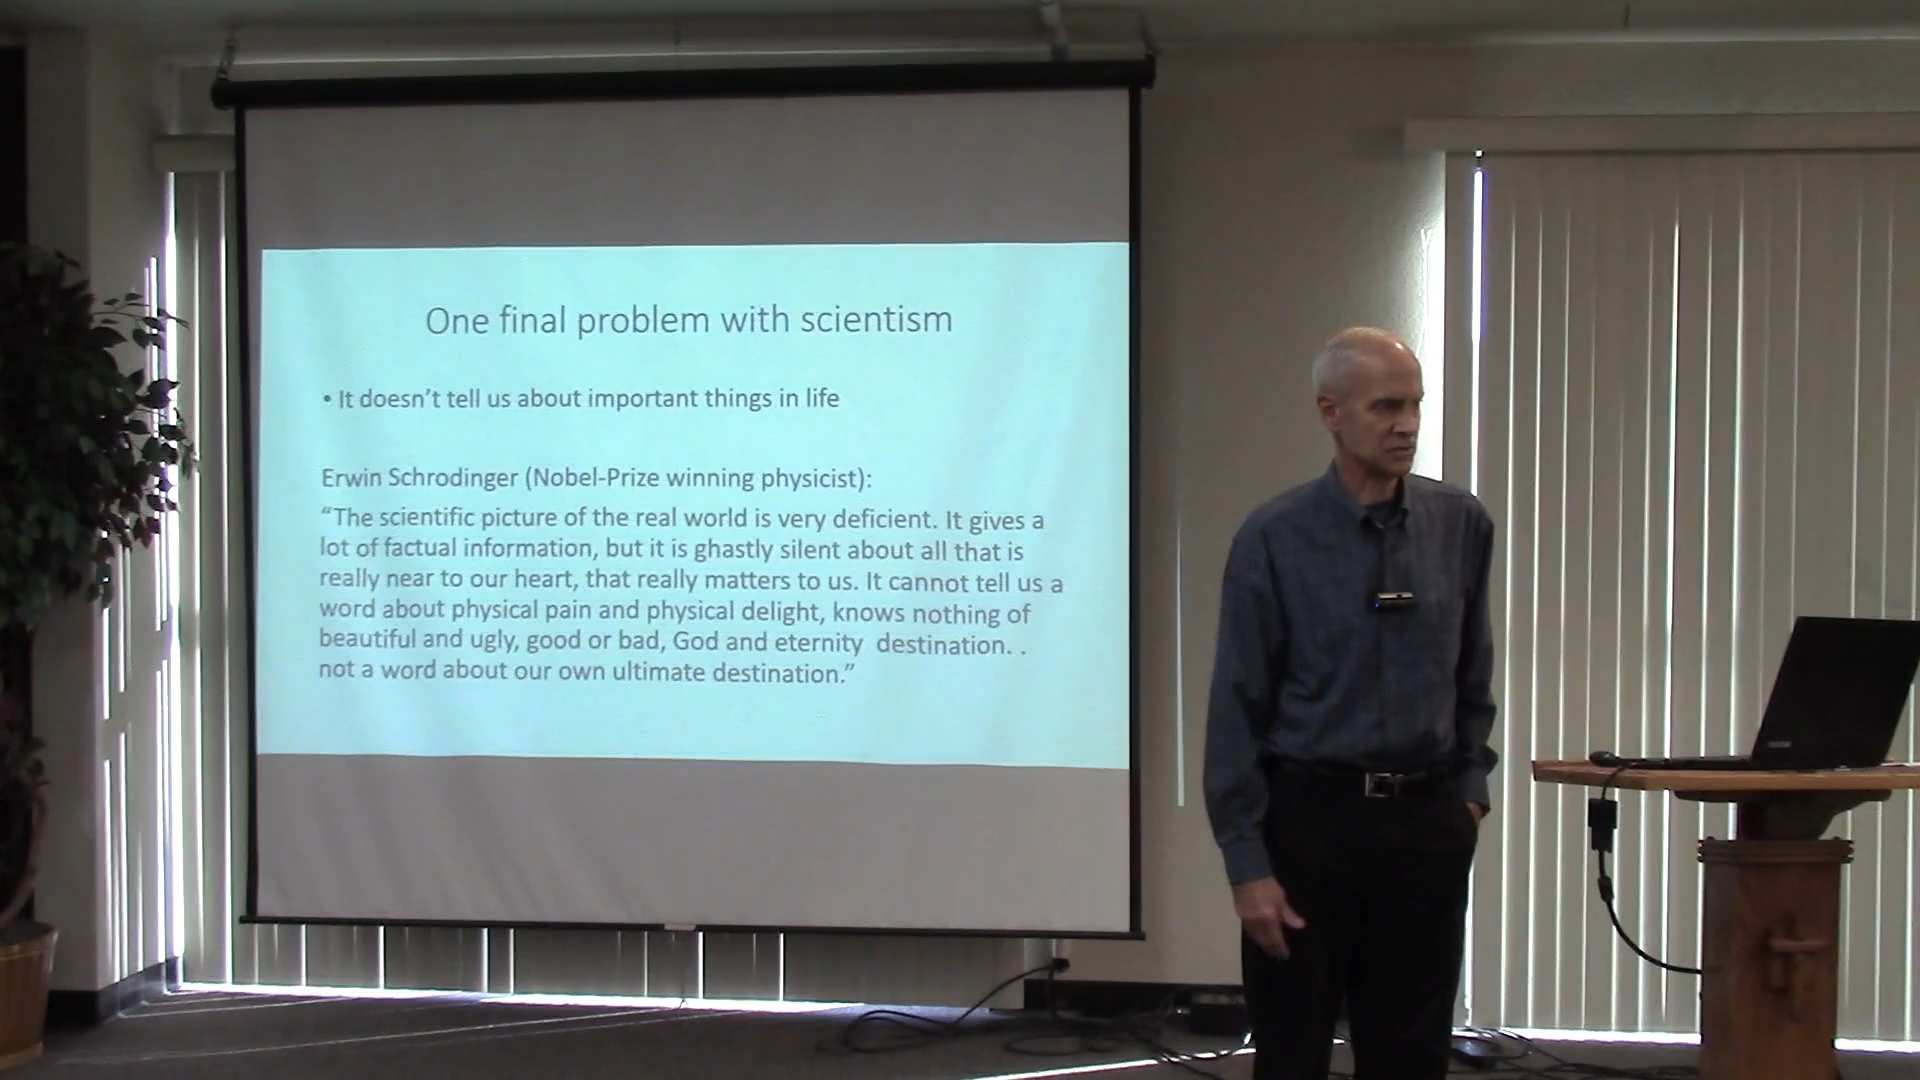 One final problem with scientism
• It doesn't tell us about important things in life
Erwin Schrodinger (Nobel-Prize winning physicist):
“The scientific picture of the real world is very deficient. It gives a
lot of factual information, but it is ghastly silent about all that is
really near to our heart, that really matters to us. It cannot tell us a
word about physical pain and physical delight, knows nothing of
beautiful and ugly, good or bad, God and eternity  destination. .
not a word about our own ultimate destination.”